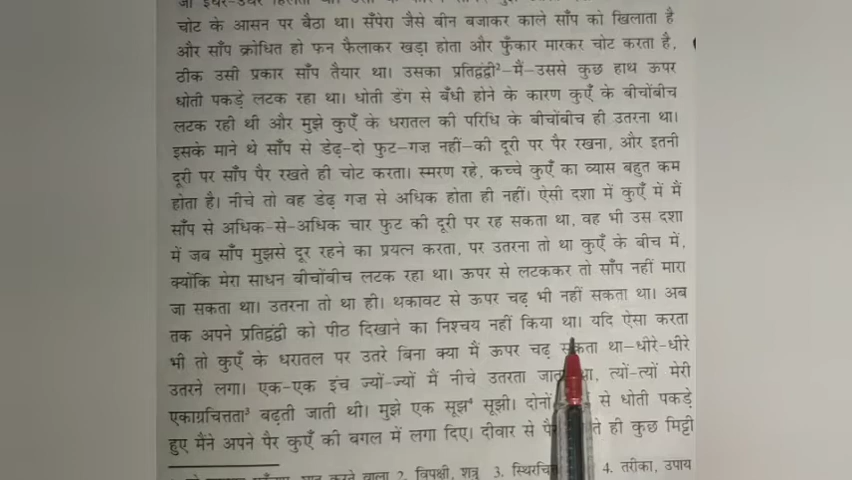 चोट के आसन पर बैठा था। सँपेरा जैसे बीन बजाकर काले साँप को खिलाता है
और साँप क्रोधित हो फन फैलाकर खड़ा होता और फुँकार मारकर चोट करता है,
ठीक उसी प्रकार साँप तैयार था। उसका प्रतिद्वंद्वी²–मैं–उससे कुछ हाथ ऊपर
धोती पकड़े लटक रहा था। धोती डेंग से बँधी होने के कारण कुएँ के बीचोंबीच
लटक रही थी और मुझे कुएँ के धरातल की परिधि के बीचोंबीच ही उतरना था।
इसके माने थे साँप से डेढ़-दो फुट–गज़ नहीं–की दूरी पर पैर रखना, और इतनी
दूरी पर साँप पैर रखते ही चोट करता। स्मरण रहे, कच्चे कुएँ का व्यास बहुत कम
होता है। नीचे तो वह डेढ़ गज़ से अधिक होता ही नहीं। ऐसी दशा में कुएँ में मैं
साँप से अधिक-से-अधिक चार फुट की दूरी पर रह सकता था, वह भी उस दशा
में जब साँप मुझसे दूर रहने का प्रयत्न करता, पर उतरना तो था कुएँ के बीच में,
क्योंकि मेरा साधन बीचोंबीच लटक रहा था। ऊपर से लटककर तो साँप नहीं मारा
जा सकता था। उतरना तो था ही। थकावट से ऊपर चढ़ भी नहीं सकता था। अब
तक अपने प्रतिद्वंद्वी को पीठ दिखाने का निश्चय नहीं किया था। यदि ऐसा करता
भी तो कुएँ के धरातल पर उतरे बिना क्या मैं ऊपर चढ़ सकता था–धीरे-धीरे
उतरने लगा। एक-एक इंच ज्यों-ज्यों मैं नीचे उतरता त्यों-त्यों मेरी
एकाग्रचित्तता³ बढ़ती जाती थी। मुझे एक सूझ⁴ सूझी। दोनों से धोती पकड़े
हुए मैंने अपने पैर कुएँ की बगल में लगा दिए। दीवार से ही कुछ मिट्टी
2. विपक्षी, शत्रु 3. 4. तरीका, उपाय